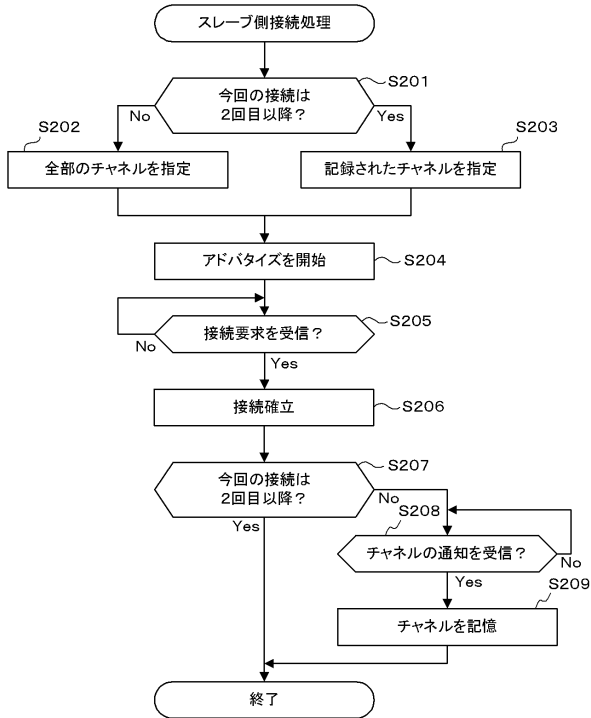 スレーブ側接続処理
今回の接続は
2回目以降？
S201
No
Yes
S202
全部のチャネルを指定
S203
記録されたチャネルを指定
アドバタイズを開始
S204
接続要求を受信？
S205
No
Yes
接続確立
S206
今回の接続は
2回目以降？
S207
No
Yes
S208
チャネルの通知を受信？
No
Yes
S209
チャネルを記憶
終了